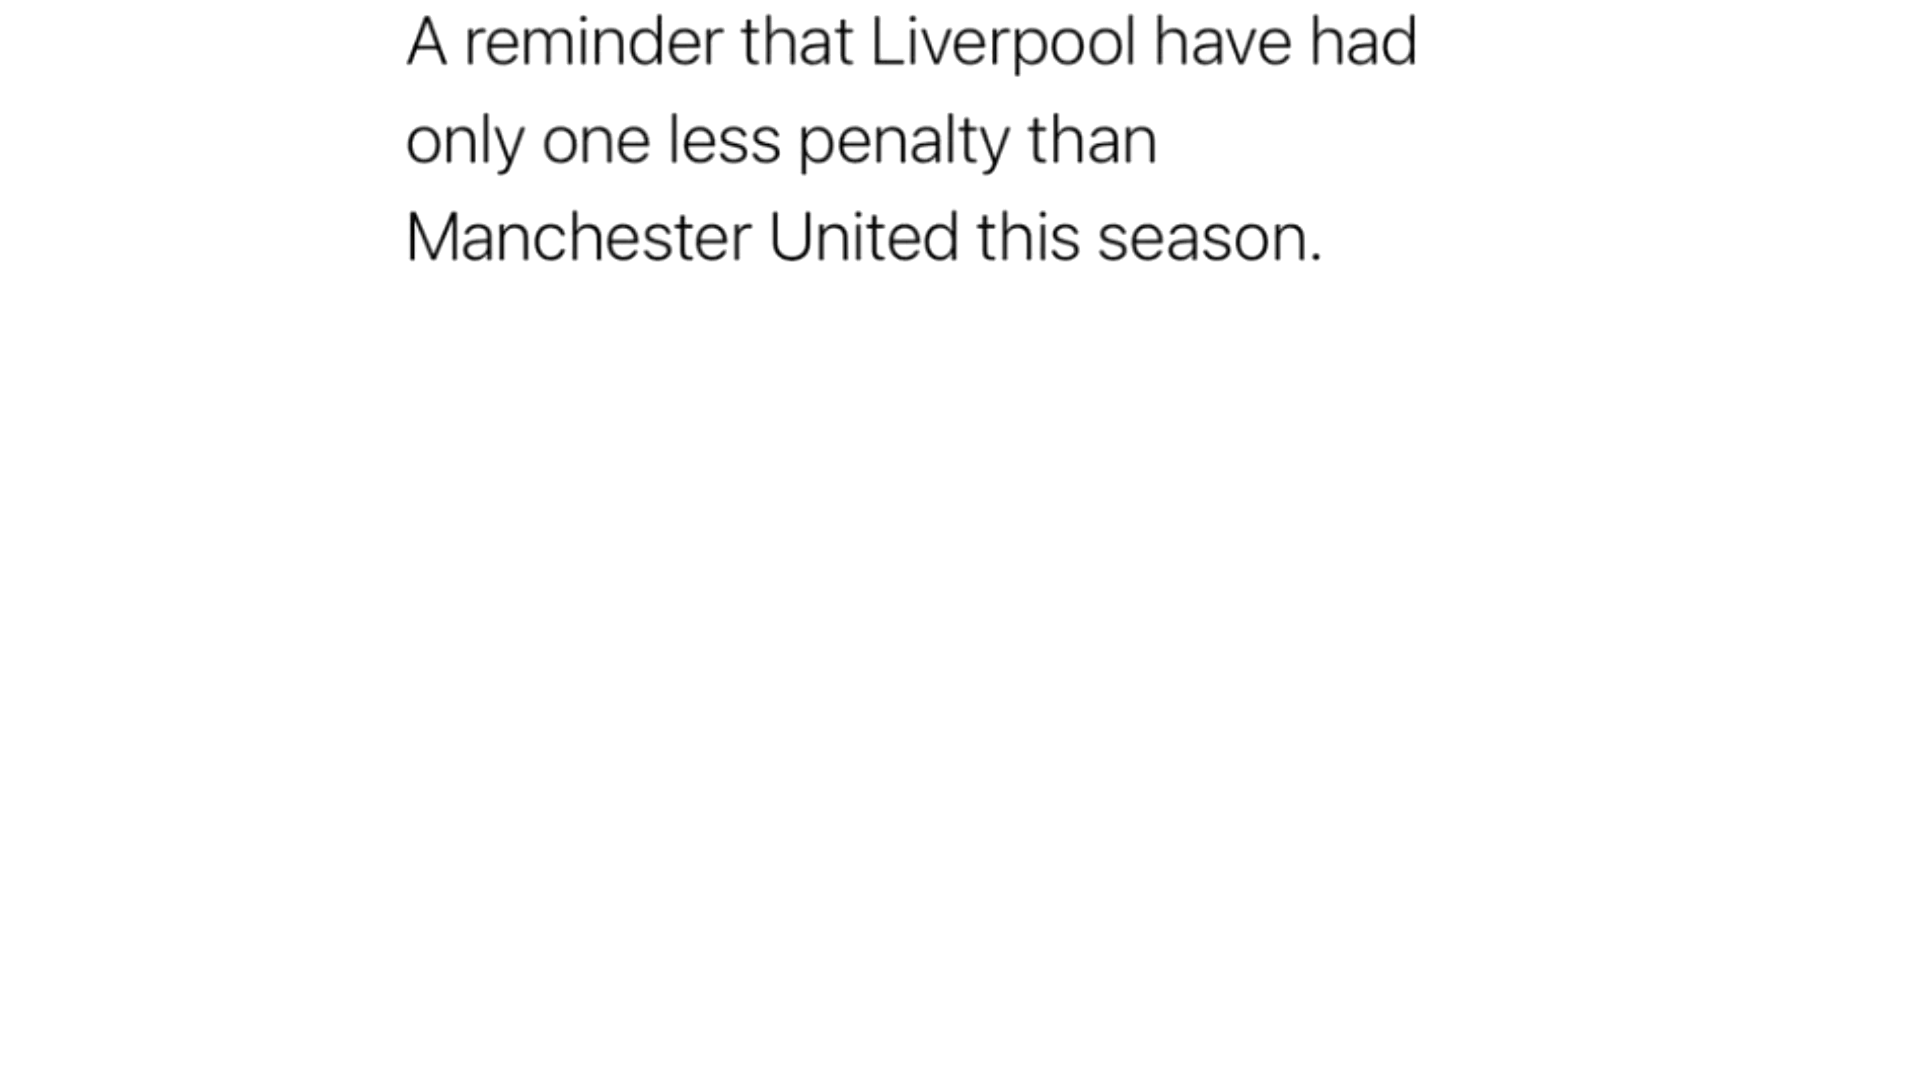 A reminder that Liverpool have had
only one less penalty than
Manchester United this season.